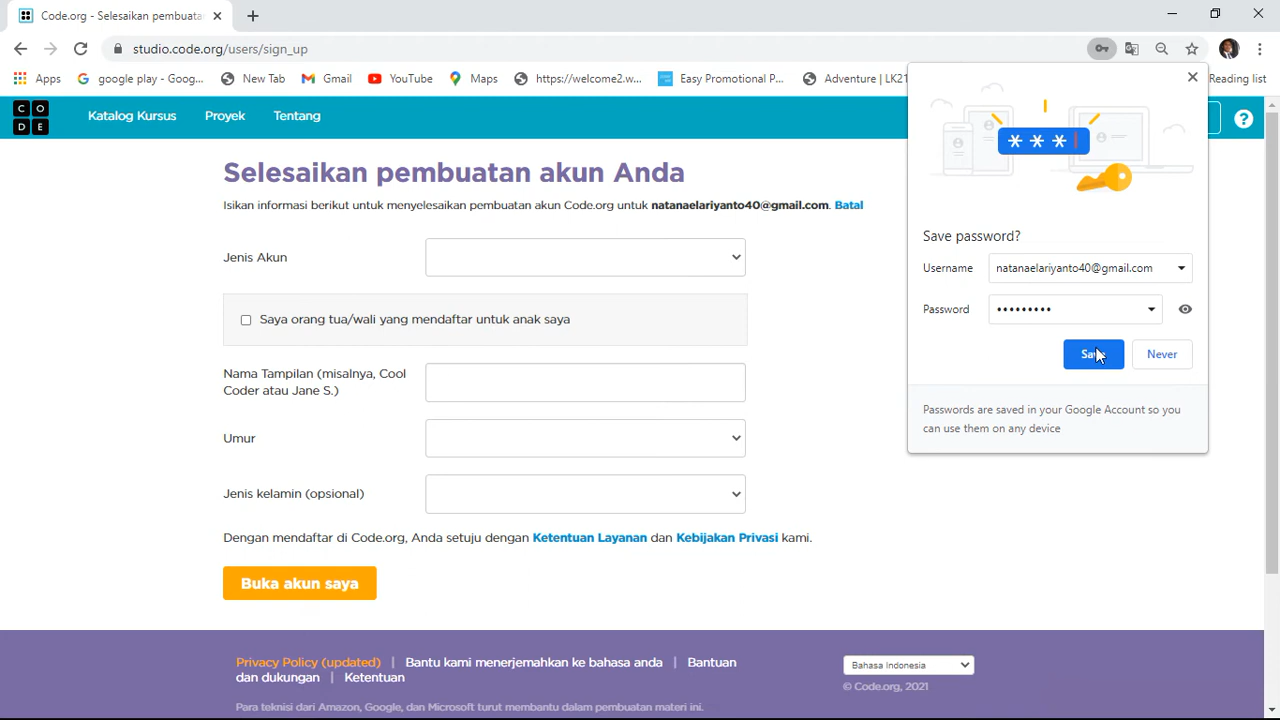 Code.org - Selesaikan pembuata
studio.code.org/users/sign_up
Apps
google play - Goog...
New Tab
Gmail
YouTube
Maps
https://welcome2.w...
Easy Promotional P...
Adventure | LK21
Reading list
C O D E
Katalog Kursus
Proyek
Tentang
Selesaikan pembuatan akun Anda
Isikan informasi berikut untuk menyelesaikan pembuatan akun Code.org untuk natanaelariyanto40@gmail.com. Batal
Jenis Akun
Saya orang tua/wali yang mendaftar untuk anak saya
Nama Tampilan (misalnya, Cool
Coder atau Jane S.)
Umur
Jenis kelamin (opsional)
Dengan mendaftar di Code.org, Anda setuju dengan Ketentuan Layanan dan Kebijakan Privasi kami.
Buka akun saya
Save password?
Username
natanaelariyanto40@gmail.com
Password
•••••••••
Save
Never
Passwords are saved in your Google Account so you
can use them on any device
Privacy Policy (updated) | Bantu kami menerjemahkan ke bahasa anda | Bantuan
dan dukungan | Ketentuan
Bahasa Indonesia
© Code.org, 2021
Para teknisi dari Amazon, Google, dan Microsoft turut membantu dalam pembuatan materi ini.